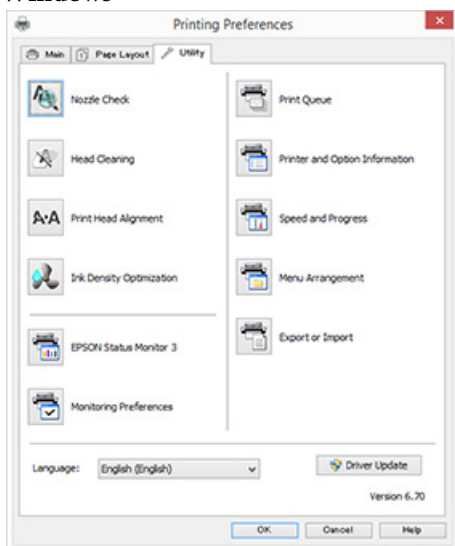 Printing Preferences
Main
Page Layout
Utility
Nozzle Check
Print Queue
Head Cleaning
Printer and Option Information
A·A
Print Head Alignment
Speed and Progress
Ink Density Optimization
Menu Arrangement
EPSON Status Monitor 3
Export or Import
Monitoring Preferences
Language:
English (English)
Driver Update
Version 6.70
OK
Cancel
Help